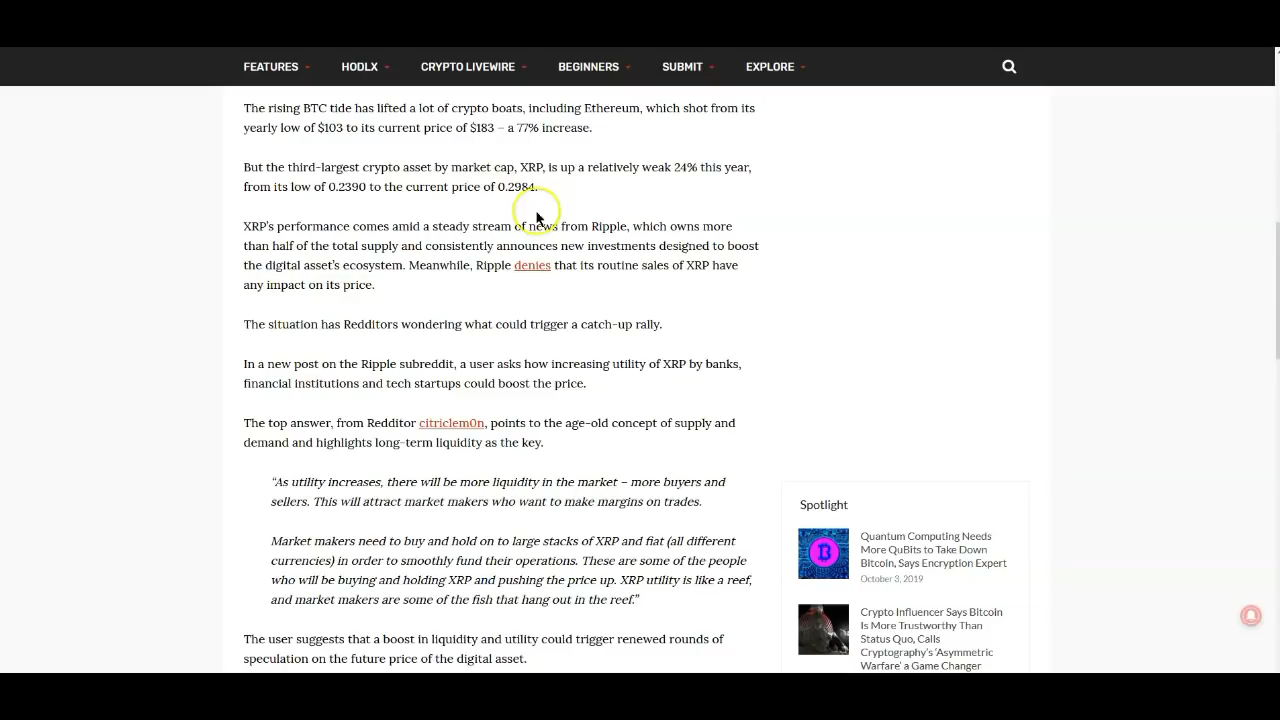 FEATURES HODLX CRYPTO LIVEWIRE BEGINNERS SUBMIT EXPLORE
The rising BTC tide has lifted a lot of crypto boats, including Ethereum, which shot from its
yearly low of $103 to its current price of $183 – a 77% increase.
But the third-largest crypto asset by market cap, XRP, is up a relatively weak 24% this year,
from its low of 0.2390 to the current price of 0.2984.
XRP's performance comes amid a steady stream of news from Ripple, which owns more
than half of the total supply and consistently announces new investments designed to boost
the digital asset's ecosystem. Meanwhile, Ripple denies that its routine sales of XRP have
any impact on its price.
The situation has Redditors wondering what could trigger a catch-up rally.
In a new post on the Ripple subreddit, a user asks how increasing utility of XRP by banks,
financial institutions and tech startups could boost the price.
The top answer, from Redditor citriclem0n, points to the age-old concept of supply and
demand and highlights long-term liquidity as the key.
“As utility increases, there will be more liquidity in the market – more buyers and
sellers. This will attract market makers who want to make margins on trades.
Market makers need to buy and hold on to large stacks of XRP and fiat (all different
currencies) in order to smoothly fund their operations. These are some of the people
who will be buying and holding XRP and pushing the price up. XRP utility is like a reef,
and market makers are some of the fish that hang out in the reef.”
The user suggests that a boost in liquidity and utility could trigger renewed rounds of
speculation on the future price of the digital asset.
Spotlight
Quantum Computing Needs
More QuBits to Take Down
Bitcoin, Says Encryption Expert
October 3, 2019
Crypto Influencer Says Bitcoin
Is More Trustworthy Than
Status Quo, Calls
Cryptography's ‘Asymmetric
Warfare’ a Game Changer